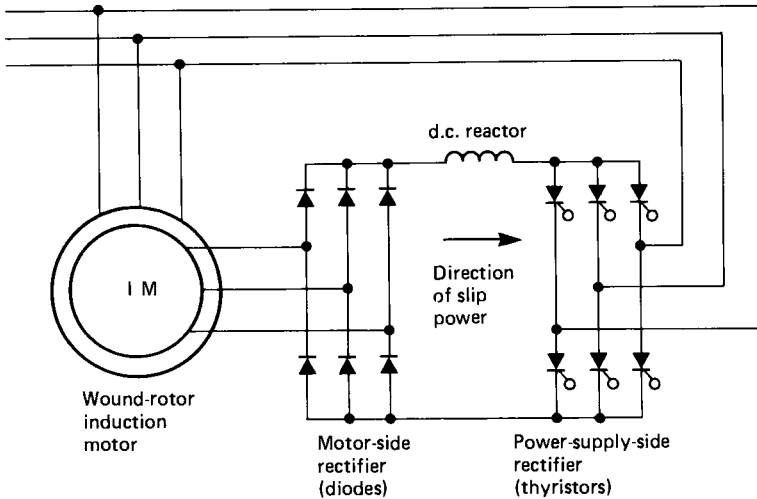 d.c. reactor
I M
Direction
of slip
power
Wound-rotor
induction
motor
Motor-side
rectifier
(diodes)
Power-supply-side
rectifier
(thyristors)